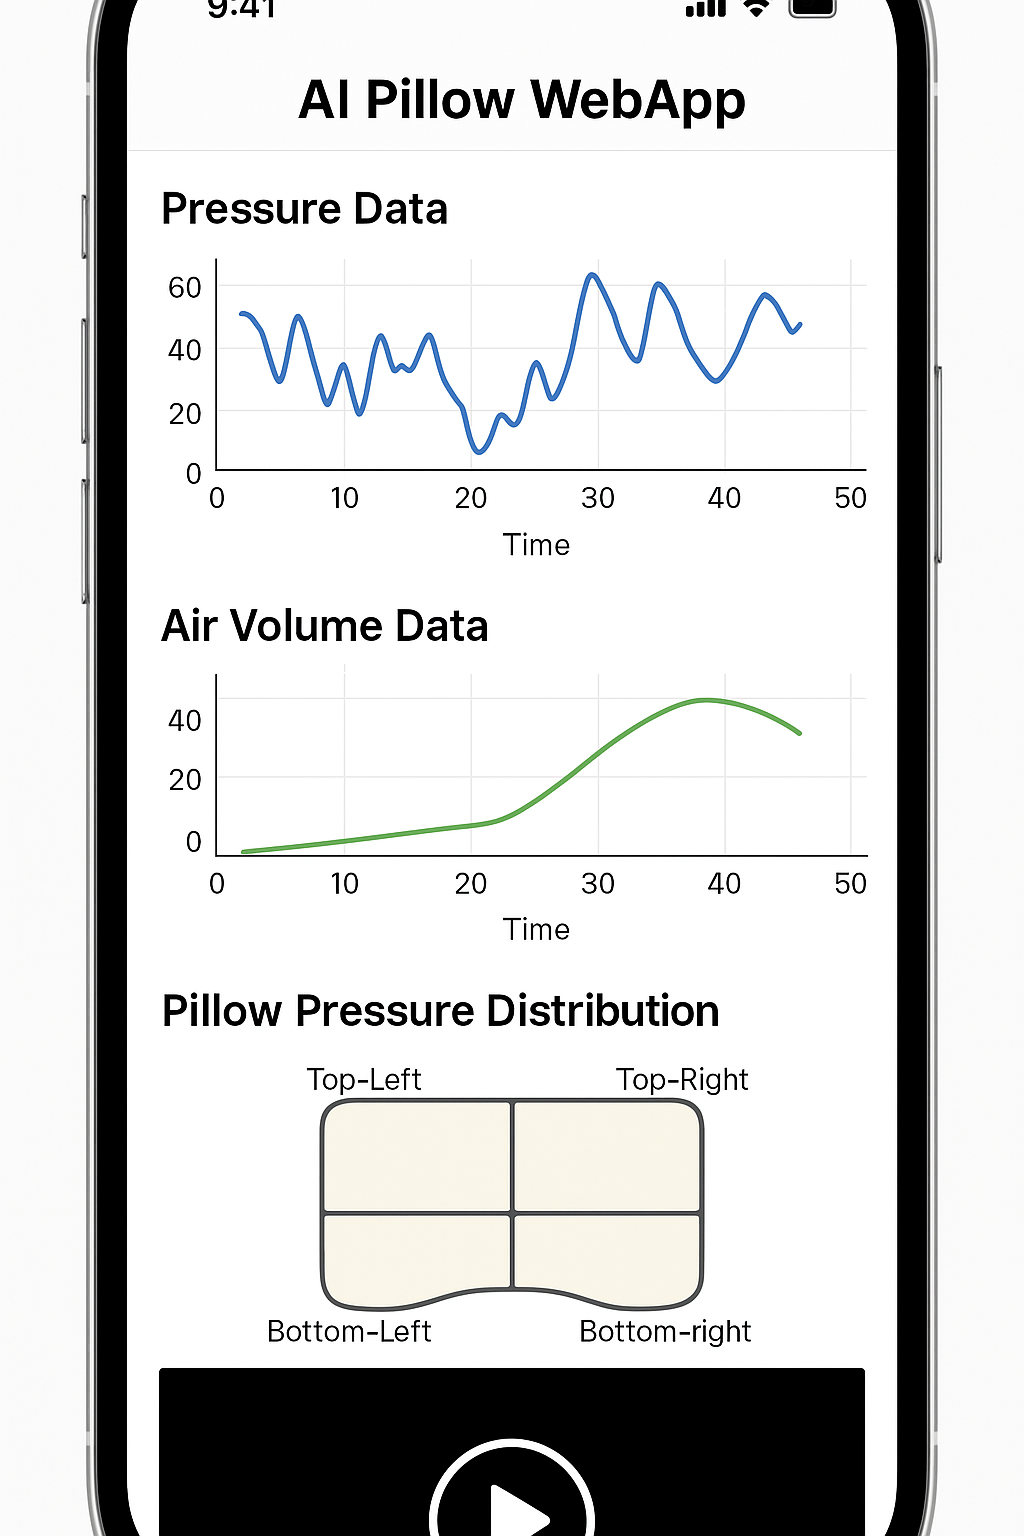 9:41
AI Pillow WebApp
Pressure Data
60
40
20
0
0 10 20 30 40 50
Time
Air Volume Data
40
20
0
0 10 20 30 40 50
Time
Pillow Pressure Distribution
Top-Left Top-Right
Bottom-Left Bottom-right